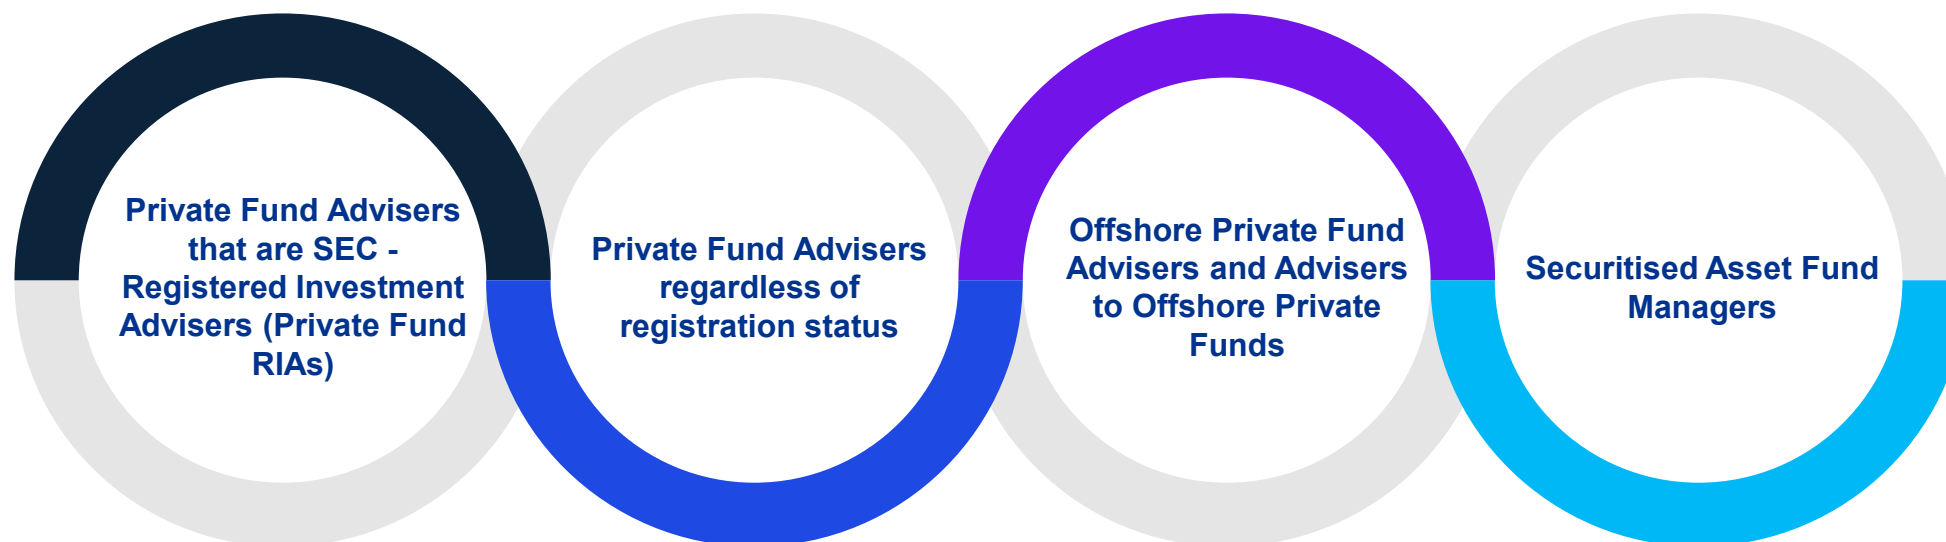 Private Fund Advisers
that are SEC -
Registered Investment
Advisers (Private Fund
RIAs)
Private Fund Advisers
regardless of
registration status
Offshore Private Fund
Advisers and Advisers
to Offshore Private
Funds
Securitised Asset Fund
Managers